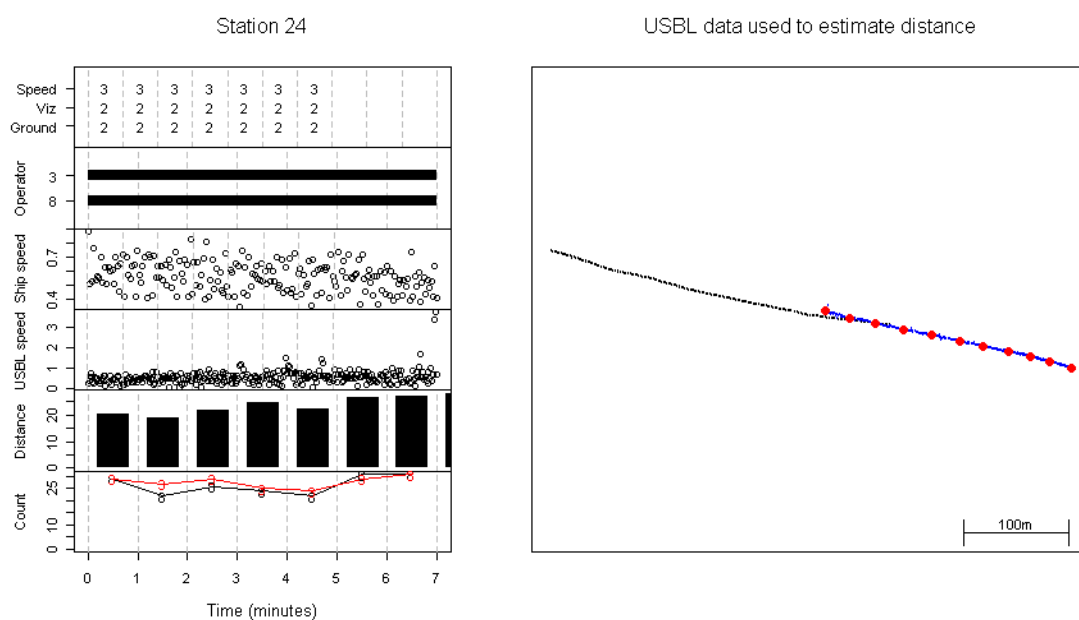 Station 24
USBL data used to estimate distance
Speed 3 3 3 3 3 3 3
Viz 2 2 2 2 2 2 2
Ground 2 2 2 2 2 2 2
Operator
3
8
Ship speed
0.7
0.4
USBL speed
3
2
1
0
Distance
20
10
0
Count
25
10
0
0 1 2 3 4 5 6 7
Time (minutes)
100m